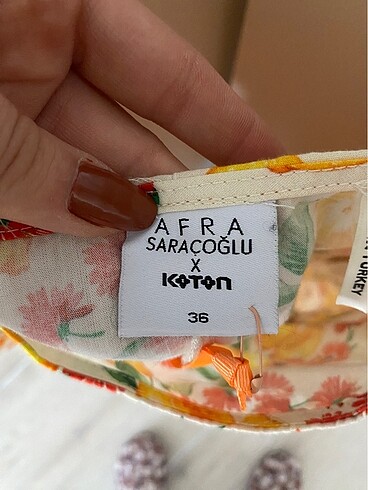 AFRA
SARAÇOĞLU
X
KOTON
36
TURKEY